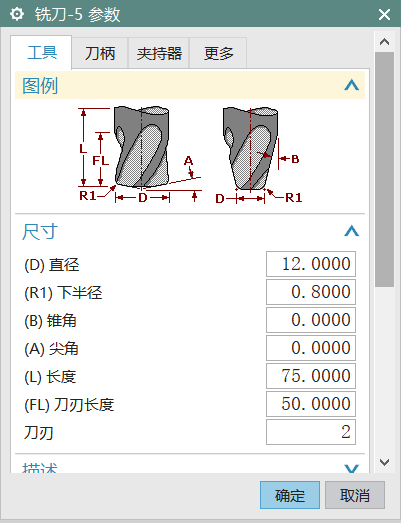 铣刀-5 参数
工具 刀柄 夹持器 更多
图例
L FL A B
R1 D D R1
尺寸
(D) 直径 12.0000
(R1) 下半径 0.8000
(B) 锥角 0.0000
(A) 尖角 0.0000
(L) 长度 75.0000
(FL) 刀刃长度 50.0000
刀刃 2
描述
确定 取消